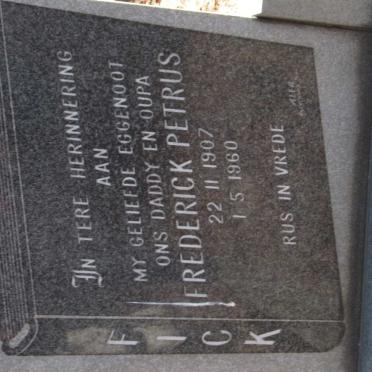 FICK
IN TERE HERINNERING
AAN
MY GELIEFDE EGGENOOT
ONS DADDY EN OUPA
FREDERICK PETRUS
22 11 1907
1 5 1960
RUS IN VREDE